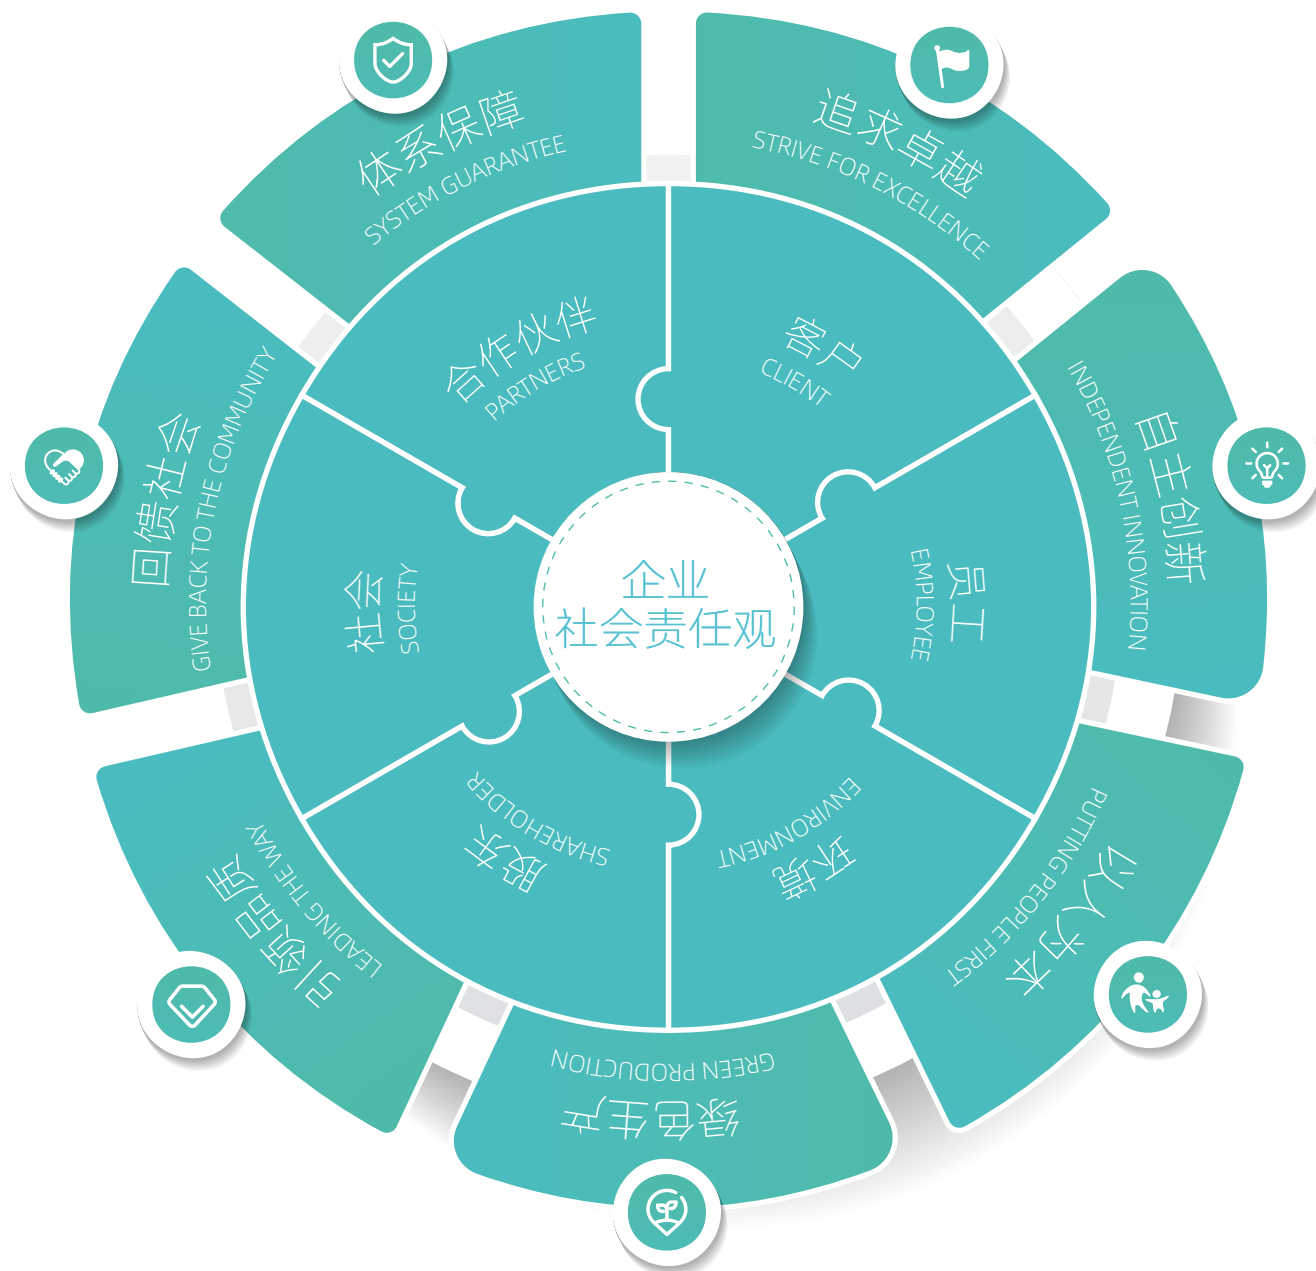 体系保障
SYSTEM GUARANTEE
追求卓越
STRIVE FOR EXCELLENCE
自主创新
INDEPENDENT INNOVATION
以人为本
PUTTING PEOPLE FIRST
绿色生产
GREEN PRODUCTION
引领品质
LEADING THE WAY
回馈社会
GIVE BACK TO THE COMMUNITY
合作伙伴
PARTNERS
客户
CLIENT
员工
EMPLOYEE
环境
ENVIRONMENT
股东
SHAREHOLDER
社会
SOCIETY
企业
社会责任观